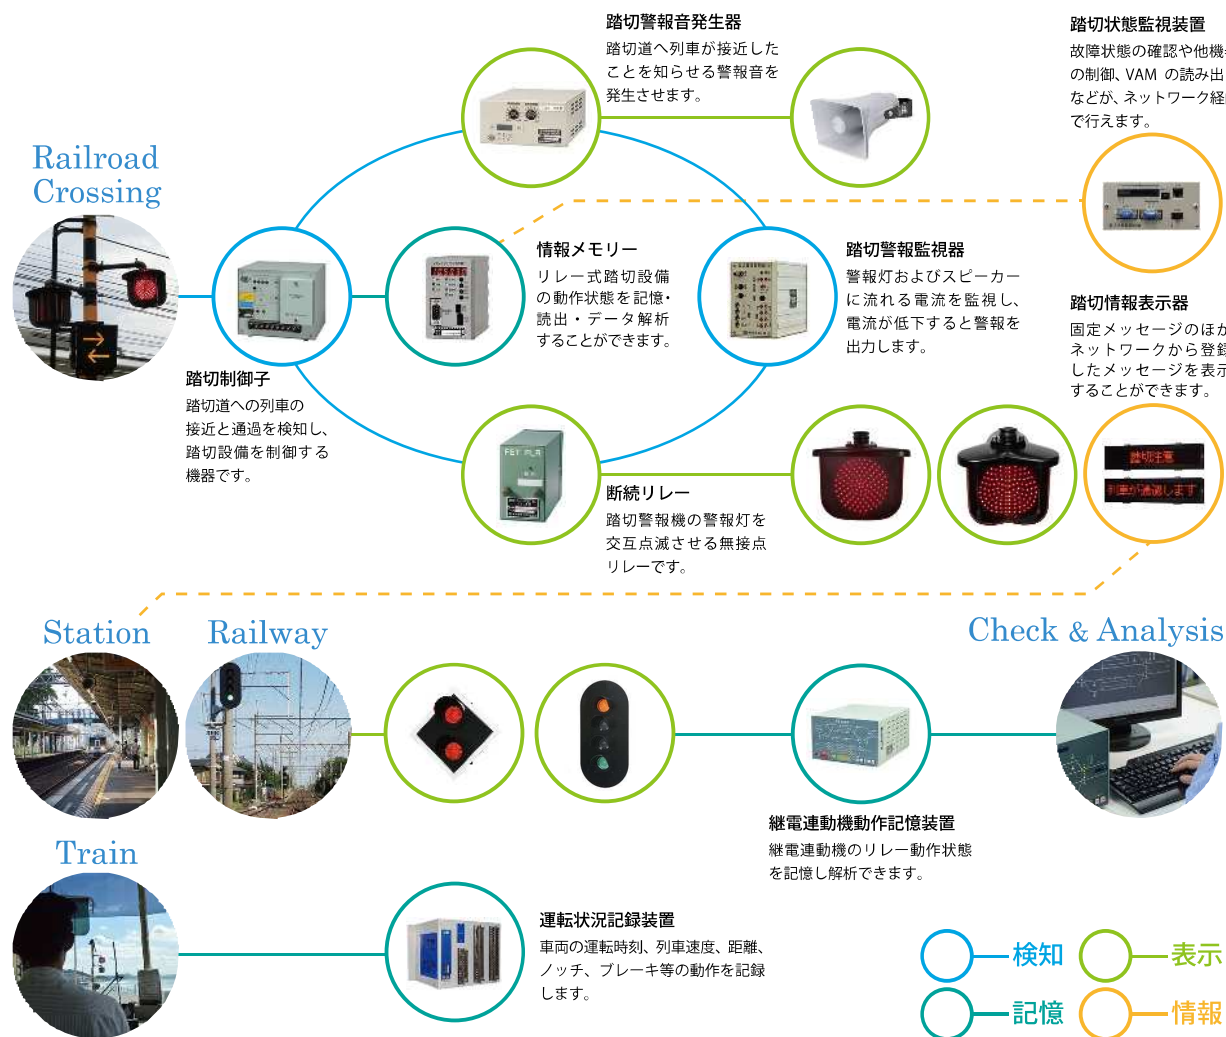 踏切警報音発生器
踏切道へ列車が接近した
ことを知らせる警報音を
発生させます。
踏切状態監視装置
故障状態の確認や他機
の制御、VAM の読み出
などが、ネットワーク経
で行えます。
Railroad
Crossing
情報メモリー
リレー式踏切設備
の動作状態を記憶・
読出・データ解析
することができます。
踏切警報監視器
警報灯およびスピーカー
に流れる電流を監視し、
電流が低下すると警報を
出力します。
踏切情報表示器
固定メッセージのほか
ネットワークから登録
したメッセージを表示
することができます。
踏切制御子
踏切道への列車の
接近と通過を検知し、
踏切設備を制御する
機器です。
FET RLR
踏切注意
列車が通過します
断続リレー
踏切警報機の警報灯を
交互点滅させる無接点
リレーです。
Station
Railway
Check & Analysis
継電連動機動作記憶装置
継電連動機のリレー動作状態
を記憶し解析できます。
Train
運転状況記録装置
車両の運転時刻、列車速度、距離、
ノッチ、ブレーキ等の動作を記録
します。
検知
表示
記憶
情報